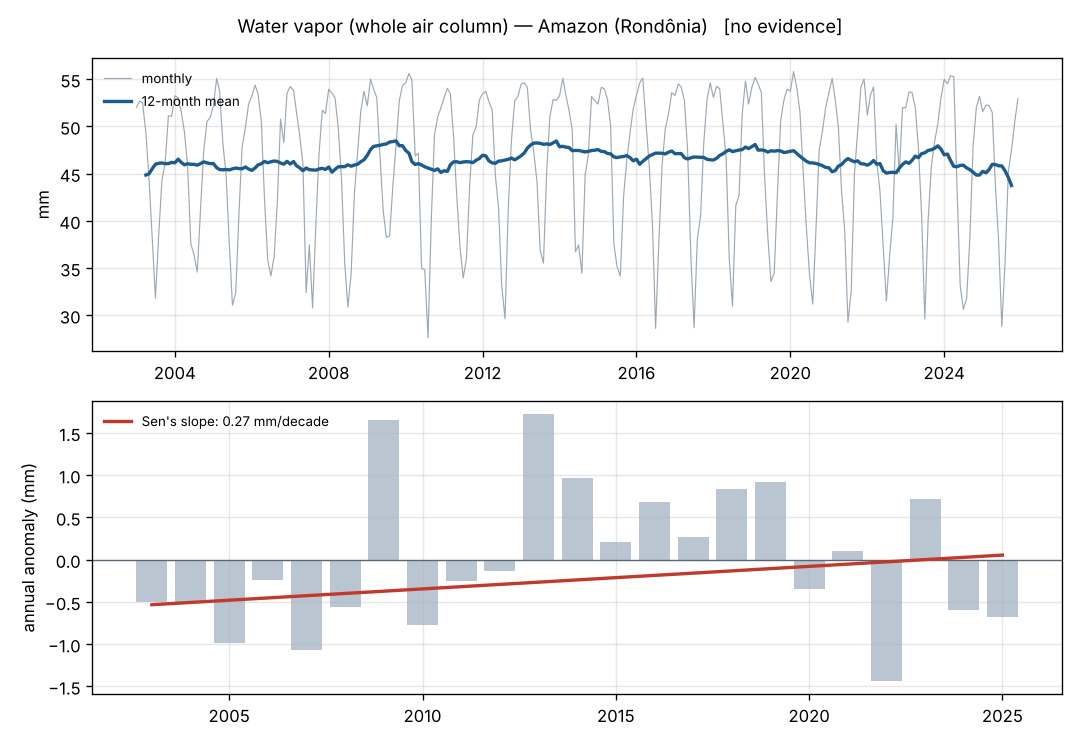 Water vapor (whole air column) — Amazon (Rondônia)   [no evidence]
monthly
12-month mean
55
50
45
40
35
30
mm
2004 2008 2012 2016 2020 2024
Sen's slope: 0.27 mm/decade
1.5
1.0
0.5
0.0
−0.5
−1.0
−1.5
annual anomaly (mm)
2005 2010 2015 2020 2025